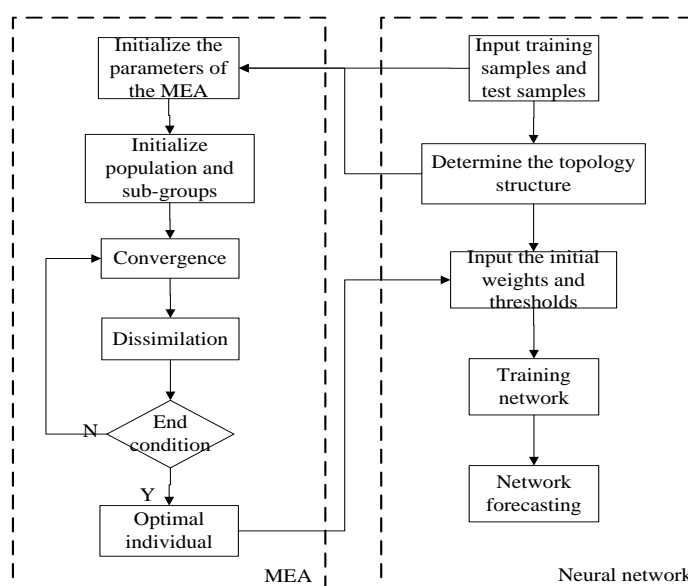 Initialize the
parameters of
the MEA
Initialize
population and
sub-groups
Convergence
Dissimilation
End
condition
N
Y
Optimal
individual
MEA
Input training
samples and
test samples
Determine the topology
structure
Input the initial
weights and
thresholds
Training
network
Network
forecasting
Neural network